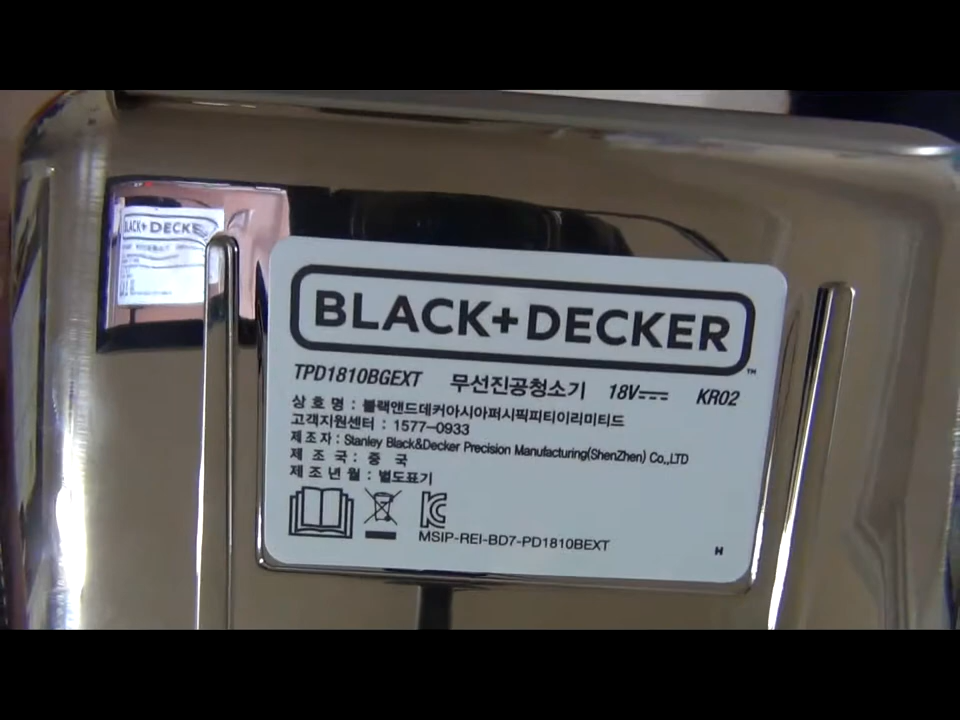 BLACK+DECKER™
TPD1810BGEXT 무선진공청소기 18V KR02
상 호 명 : 블랙앤드데커아시아퍼시픽피티이리미티드
고객지원센터 : 1577-0933
제 조 자 : Stanley Black&Decker Precision Manufacturing(ShenZhen) Co.,LTD
제 조 국 : 중 국
제 조 년 월 : 별도표기
MSIP-REI-BD7-PD1810BEXT
H
BLACK+DECKE